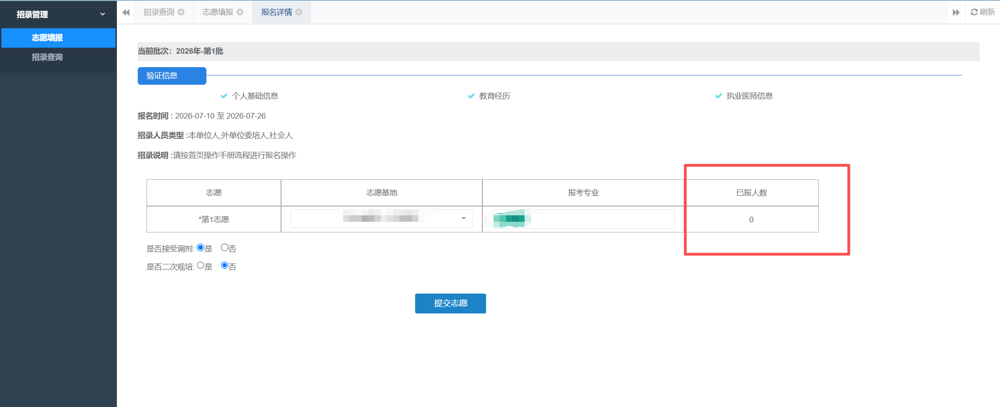 招录管理
志愿填报
招录查询
招录查询
志愿填报
报名详情
刷新
当前批次：2026年-第1批
验证信息
个人基础信息
教育经历
执业医师信息
报名时间 : 2026-07-10 至 2026-07-26
招录人员类型 :本单位人,外单位委培人,社会人
招录说明 :请按首页操作手册流程进行报名操作
志愿
志愿基地
报考专业
已报人数
*第1志愿
0
是否接受调剂: 是 否
是否二次规培: 是 否
提交志愿